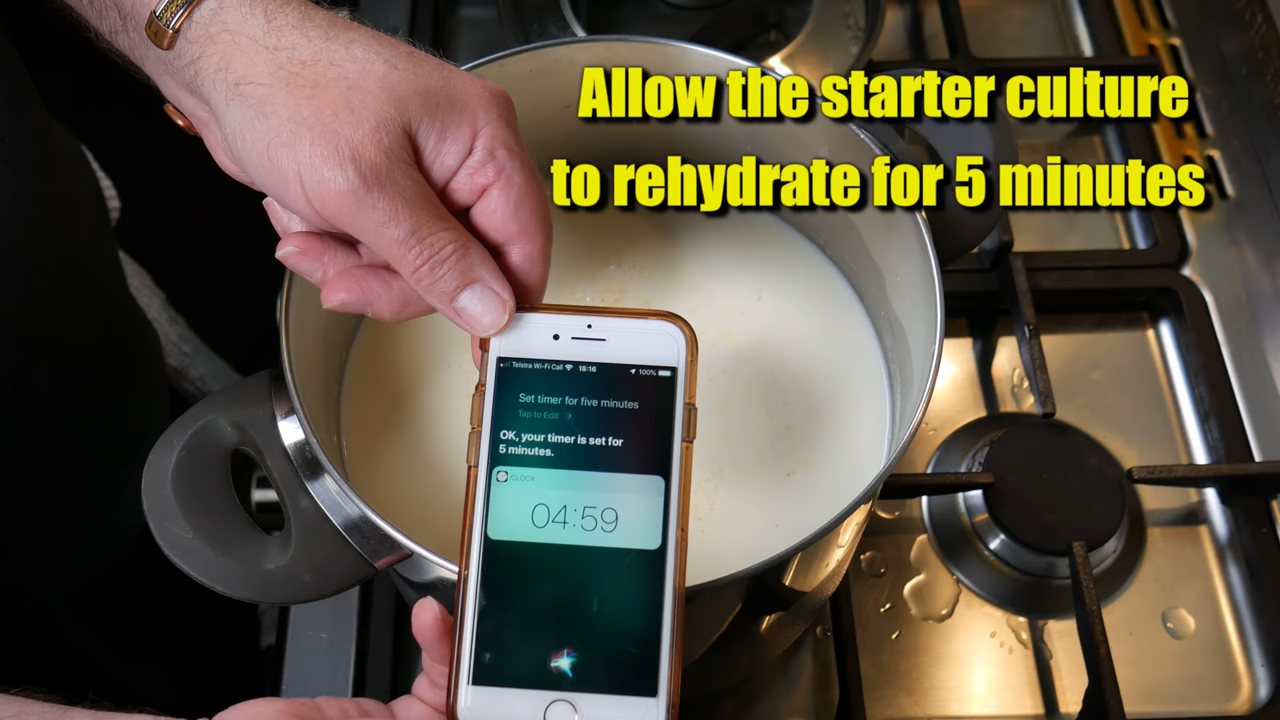 Allow the starter culture
to rehydrate for 5 minutes
Telstra Wi-Fi Call 18:16 100%
Set timer for five minutes
Tap to Edit
OK, your timer is set for
5 minutes.
CLOCK
04:59
?